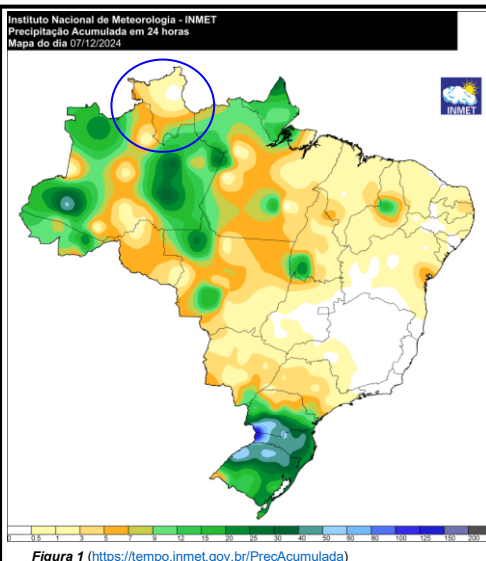 Instituto Nacional de Meteorologia - INMET
Precipitação Acumulada em 24 horas
Mapa do dia 07/12/2024
INMET
0 0.5 1 3 5 7 9 12 15 20 25 30 40 50 60 80 100 125 150 200
Figura 1 (https://tempo.inmet.gov.br/PrecAcumulada)